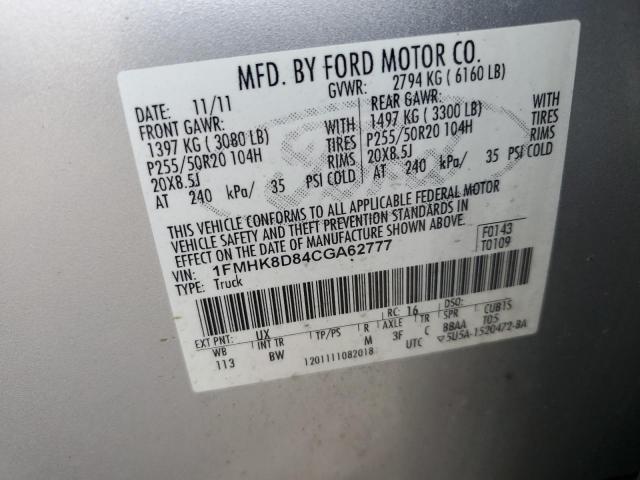 MFD. BY FORD MOTOR CO.
DATE: 11/11 GVWR: 2794 KG ( 6160 LB)
FRONT GAWR: WITH REAR GAWR: WITH
1397 KG ( 3080 LB) TIRES 1497 KG ( 3300 LB) TIRES
P255/50R20 104H RIMS P255/50R20 104H RIMS
20X8.5J 20X8.5J
AT 240 kPa/ 35 PSI COLD AT 240 kPa/ 35 PSI COLD
Ford
THIS VEHICLE CONFORMS TO ALL APPLICABLE FEDERAL MOTOR
VEHICLE SAFETY AND THEFT PREVENTION STANDARDS IN
EFFECT ON THE DATE OF MANUFACTURE SHOWN ABOVE.
VIN: 1FMHK8D84CGA62777 F0143
TYPE: Truck T0109
EXT PNT: UX RC: 16 DSO:
WB INT TR TP/PS R AXLE TR SPR CUBTS
113 BW M 3F C BBAA T05
1201111082018 UTC ▽5U5A-1520472-BA